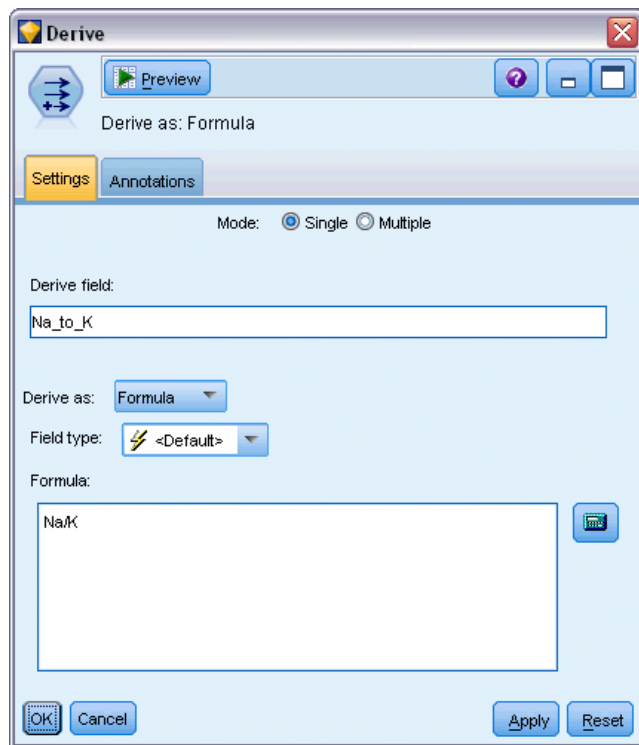 Derive
Preview
Derive as: Formula
Settings Annotations
Mode: Single Multiple
Derive field:
Na_to_K
Derive as: Formula
Field type: <Default>
Formula:
Na/K
OK Cancel Apply Reset